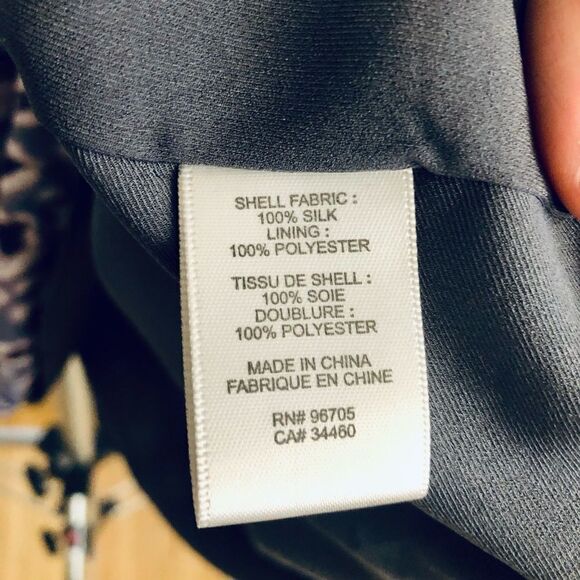 SHELL FABRIC :
100% SILK
LINING :
100% POLYESTER
TISSU DE SHELL :
100% SOIE
DOUBLURE :
100% POLYESTER
MADE IN CHINA
FABRIQUE EN CHINE
RN# 96705
CA# 34460